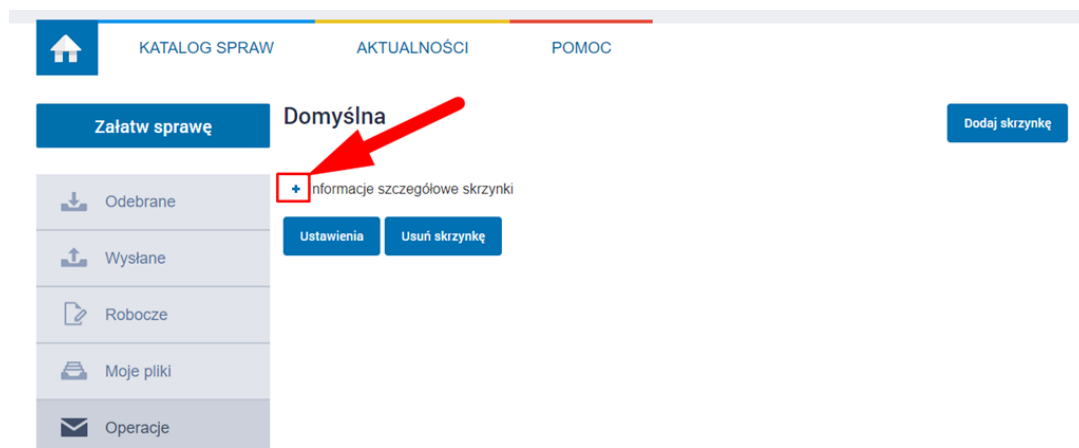 KATALOG SPRAW AKTUALNOŚCI POMOC
Załatw sprawę
Domyślna
Dodaj skrzynkę
Odebrane
Wysłane
Robocze
Moje pliki
Operacje
+ nformacje szczegółowe skrzynki
Ustawienia Usuń skrzynkę